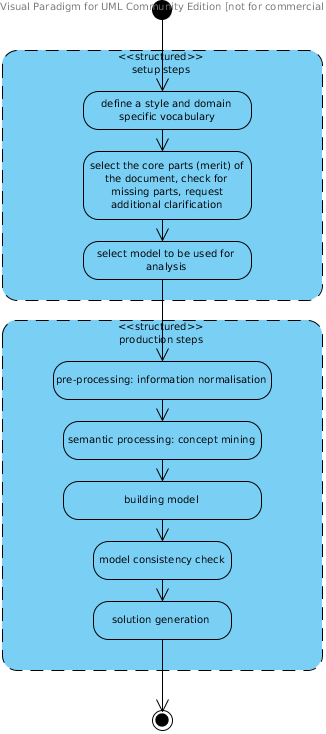 Visual Paradigm for UML Community Edition [not for commercial
<<structured>>
setup steps
define a style and domain
specific vocabulary
select the core parts (merit) of
the document, check for
missing parts, request
additional clarification
select model to be used for
analysis
<<structured>>
production steps
pre-processing: information normalisation
semantic processing: concept mining
building model
model consistency check
solution generation